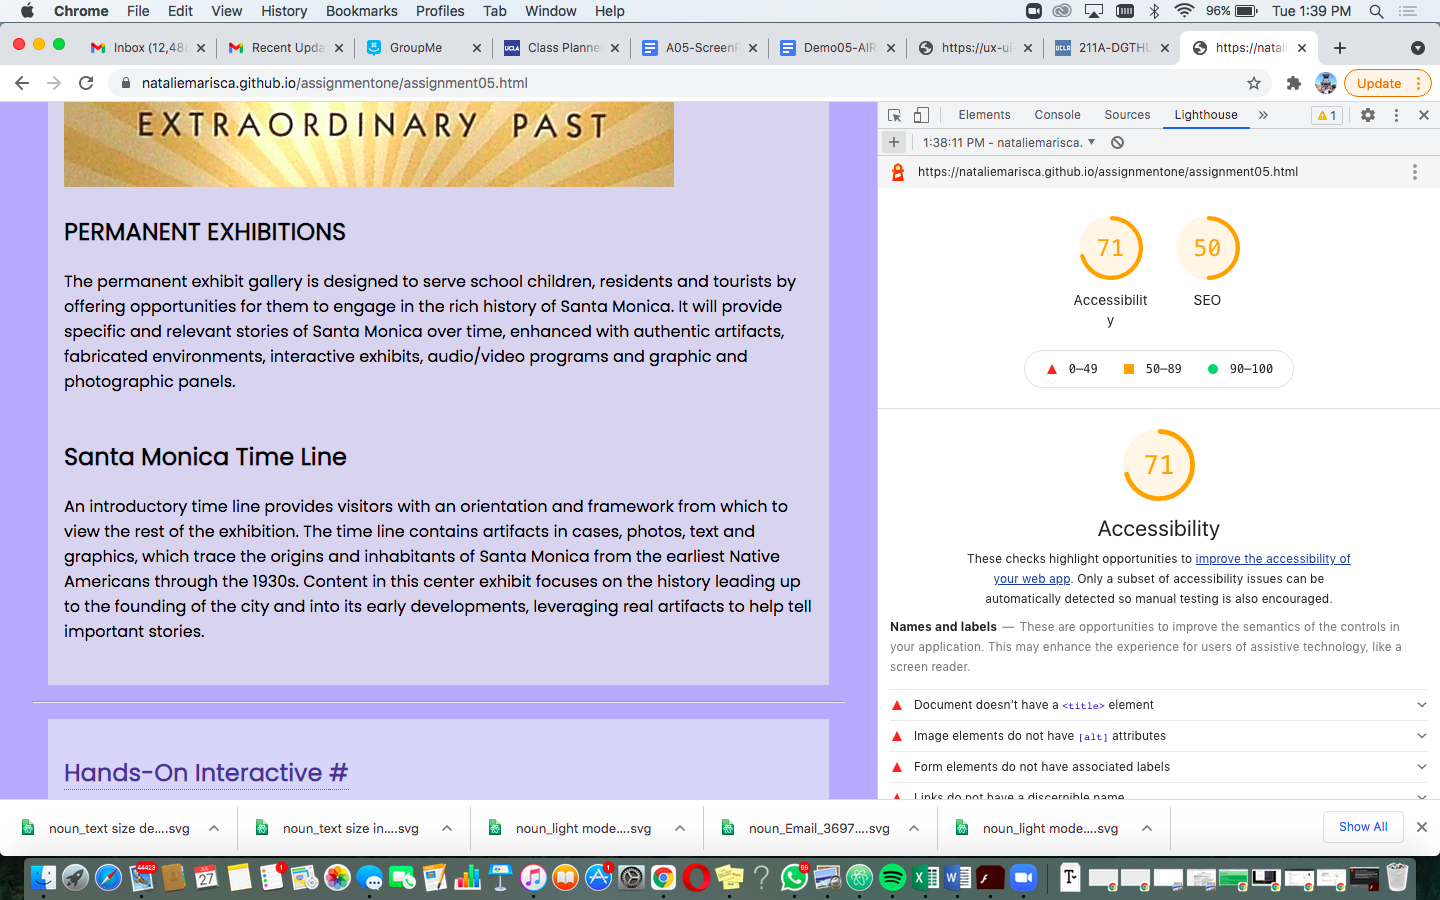 Chrome File Edit View History Bookmarks Profiles Tab Window Help 96% Tue 1:39 PM
Inbox (12,48 Recent Upda GroupMe Class Planne A05-Screen Demo05-AIR https://ux-ui 211A-DGTHU https://natali
nataliemarisca.github.io/assignmentone/assignment05.html Update
EXTRAORDINARY PAST
PERMANENT EXHIBITIONS
The permanent exhibit gallery is designed to serve school children, residents and tourists by
offering opportunities for them to engage in the rich history of Santa Monica. It will provide
specific and relevant stories of Santa Monica over time, enhanced with authentic artifacts,
fabricated environments, interactive exhibits, audio/video programs and graphic and
photographic panels.
Santa Monica Time Line
An introductory time line provides visitors with an orientation and framework from which to
view the rest of the exhibition. The time line contains artifacts in cases, photos, text and
graphics, which trace the origins and inhabitants of Santa Monica from the earliest Native
Americans through the 1930s. Content in this center exhibit focuses on the history leading up
to the founding of the city and into its early developments, leveraging real artifacts to help tell
important stories.
Hands-On Interactive #
Elements Console Sources Lighthouse » 1
1:38:11 PM - nataliemarisca.
https://nataliemarisca.github.io/assignmentone/assignment05.html
71 50
Accessibilit SEO
y
0–49 50–89 90–100
71
Accessibility
These checks highlight opportunities to improve the accessibility of
your web app. Only a subset of accessibility issues can be
automatically detected so manual testing is also encouraged.
Names and labels — These are opportunities to improve the semantics of the controls in
your application. This may enhance the experience for users of assistive technology, like a
screen reader.
Document doesn't have a <title> element
Image elements do not have [alt] attributes
Form elements do not have associated labels
Links do not have a discernible name
noun_text size de....svg noun_text size in....svg noun_light mode....svg noun_Email_3697....svg noun_light mode....svg Show All
44423 JUL 27 1 1 59